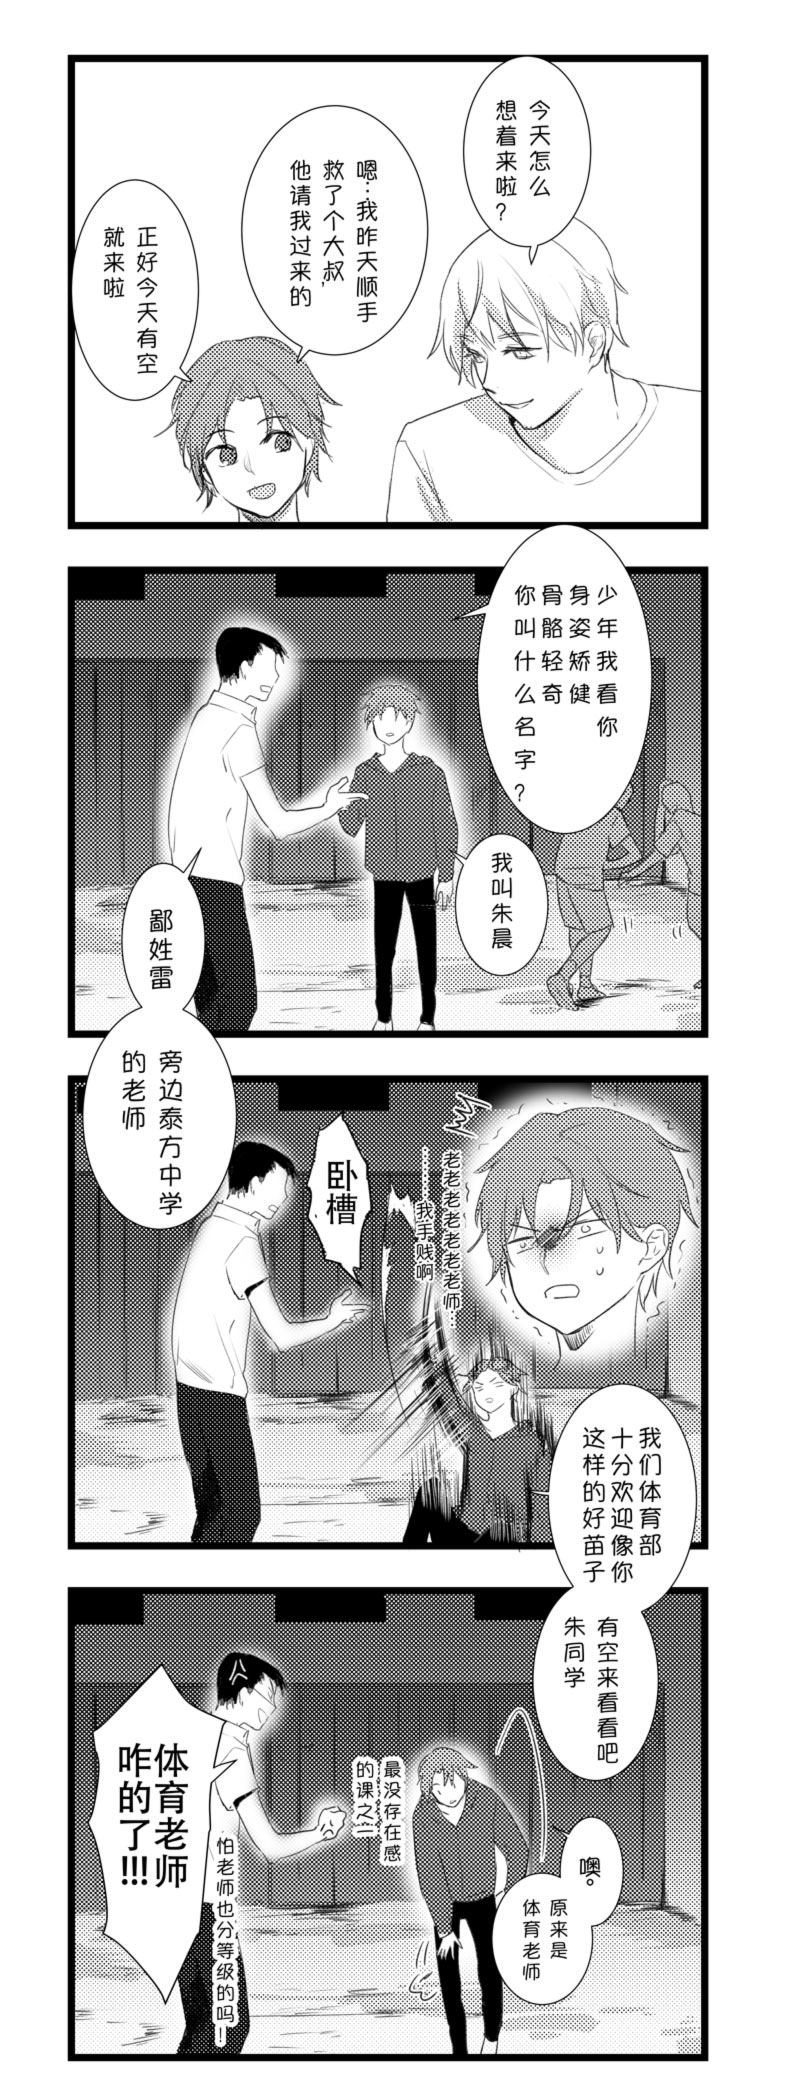 今天怎么
想着来啦？
嗯…我昨天顺手
救了个大叔，
他请我过来的
正好今天有空
就来啦
少年我看你
身姿矫健
骨骼轻奇
你叫什么名字？
我叫朱晨
鄙姓雷
旁边泰方中学
的老师
老老老老老老老师…
………我手贱啊
卧槽
我们体育部
十分欢迎像你
这样的好苗子
有空来看看吧
朱同学
噢。
原来是
体育老师
最没存在感
的课之一
体育老师
咋的了!!!
怕老师也分等级的吗！